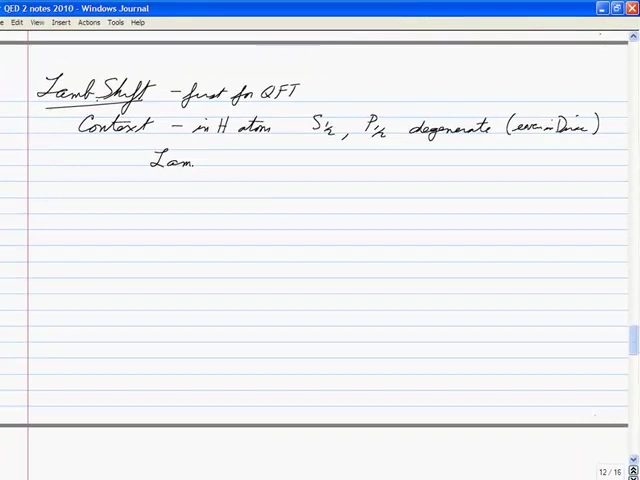 QED 2 notes 2010 - Windows Journal
Edit View Insert Actions Tools Help
Lamb Shift - first for QFT
Context - in H atom S½, P½ degenerate (even in Dirac)
Lam
12 / 16